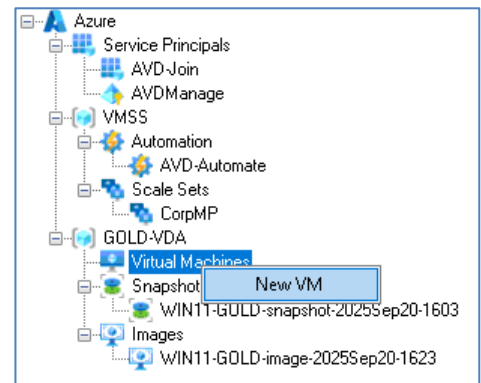 Azure
Service Principals
AVD-Join
AVDManage
VMSS
Automation
AVD-Automate
Scale Sets
CorpMP
GOLD-VDA
Virtual Machines
New VM
Snapshot
WIN11-GOLD-snapshot-2025Sep20-1603
Images
WIN11-GOLD-image-2025Sep20-1623